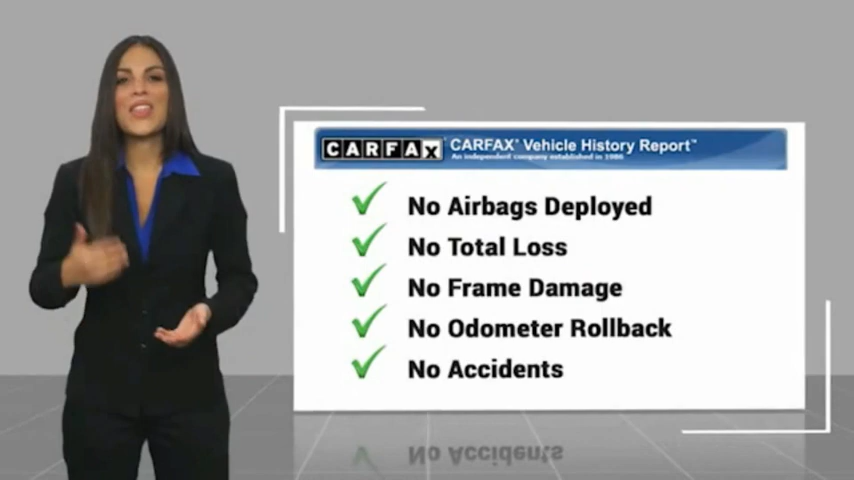 CARFAX CARFAX® Vehicle History Report™
An independent company established in 1986
No Airbags Deployed
No Total Loss
No Frame Damage
No Odometer Rollback
No Accidents
No Accidents